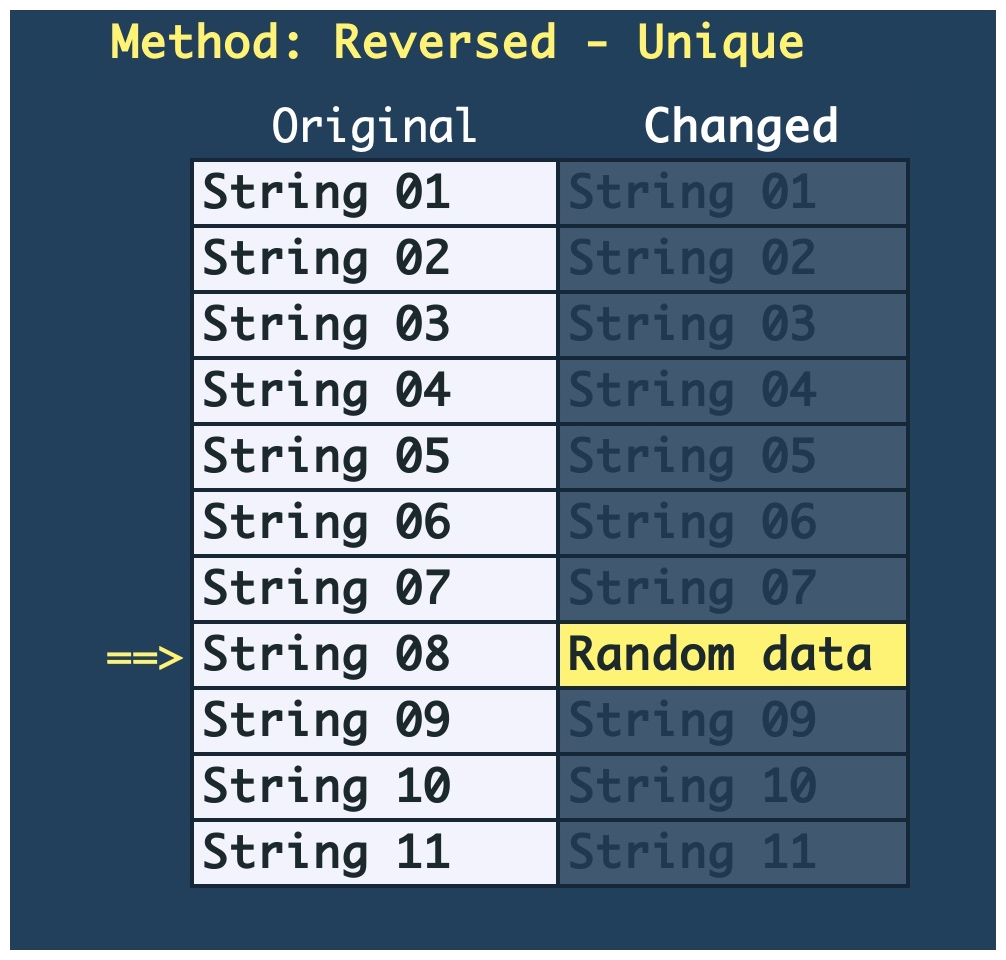 Method: Reversed - Unique
Original Changed
String 01 String 01
String 02 String 02
String 03 String 03
String 04 String 04
String 05 String 05
String 06 String 06
String 07 String 07
==> String 08 Random data
String 09 String 09
String 10 String 10
String 11 String 11